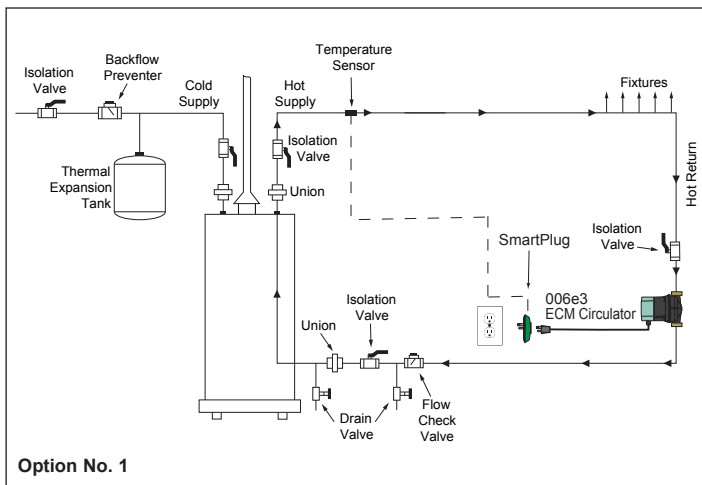 Isolation
Valve
Backflow
Preventer
Cold
Supply
Hot
Supply
Temperature
Sensor
Fixtures
Isolation
Valve
Thermal
Expansion
Tank
Union
Hot Return
Isolation
Valve
SmartPlug
006e3
ECM Circulator
Isolation
Valve
Union
Drain
Valve
Flow
Check
Valve
Option No. 1